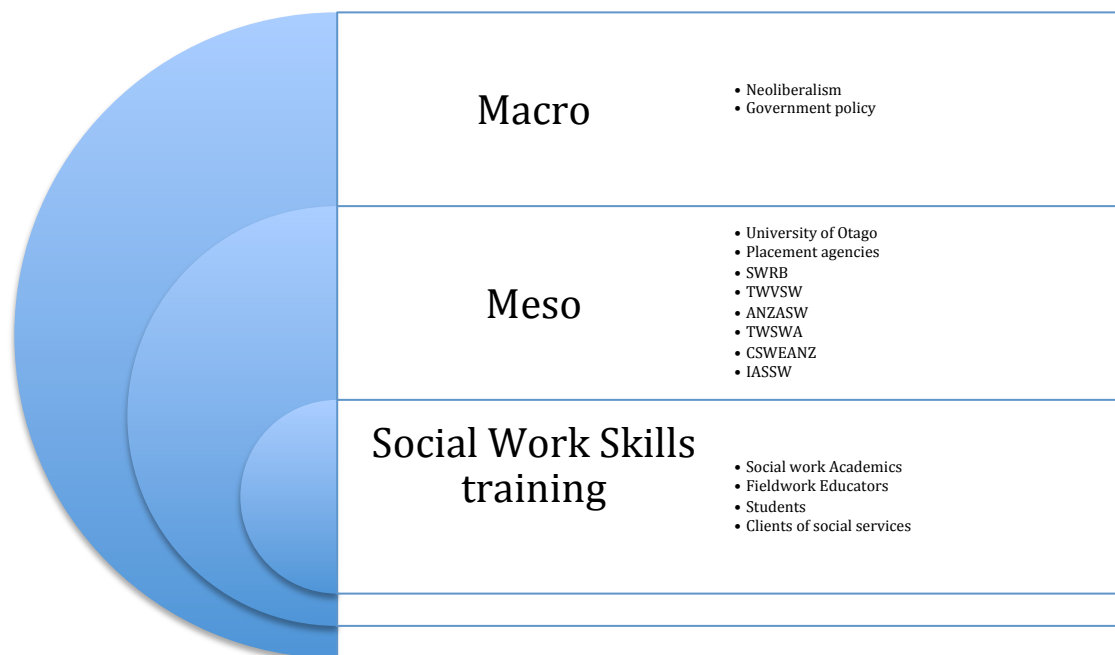 Macro
• Neoliberalism
• Government policy
Meso
• University of Otago
• Placement agencies
• SWRB
• TWVSW
• ANZASW
• TWSWA
• CSWEANZ
• IASSW
Social Work Skills
training
• Social work Academics
• Fieldwork Educators
• Students
• Clients of social services